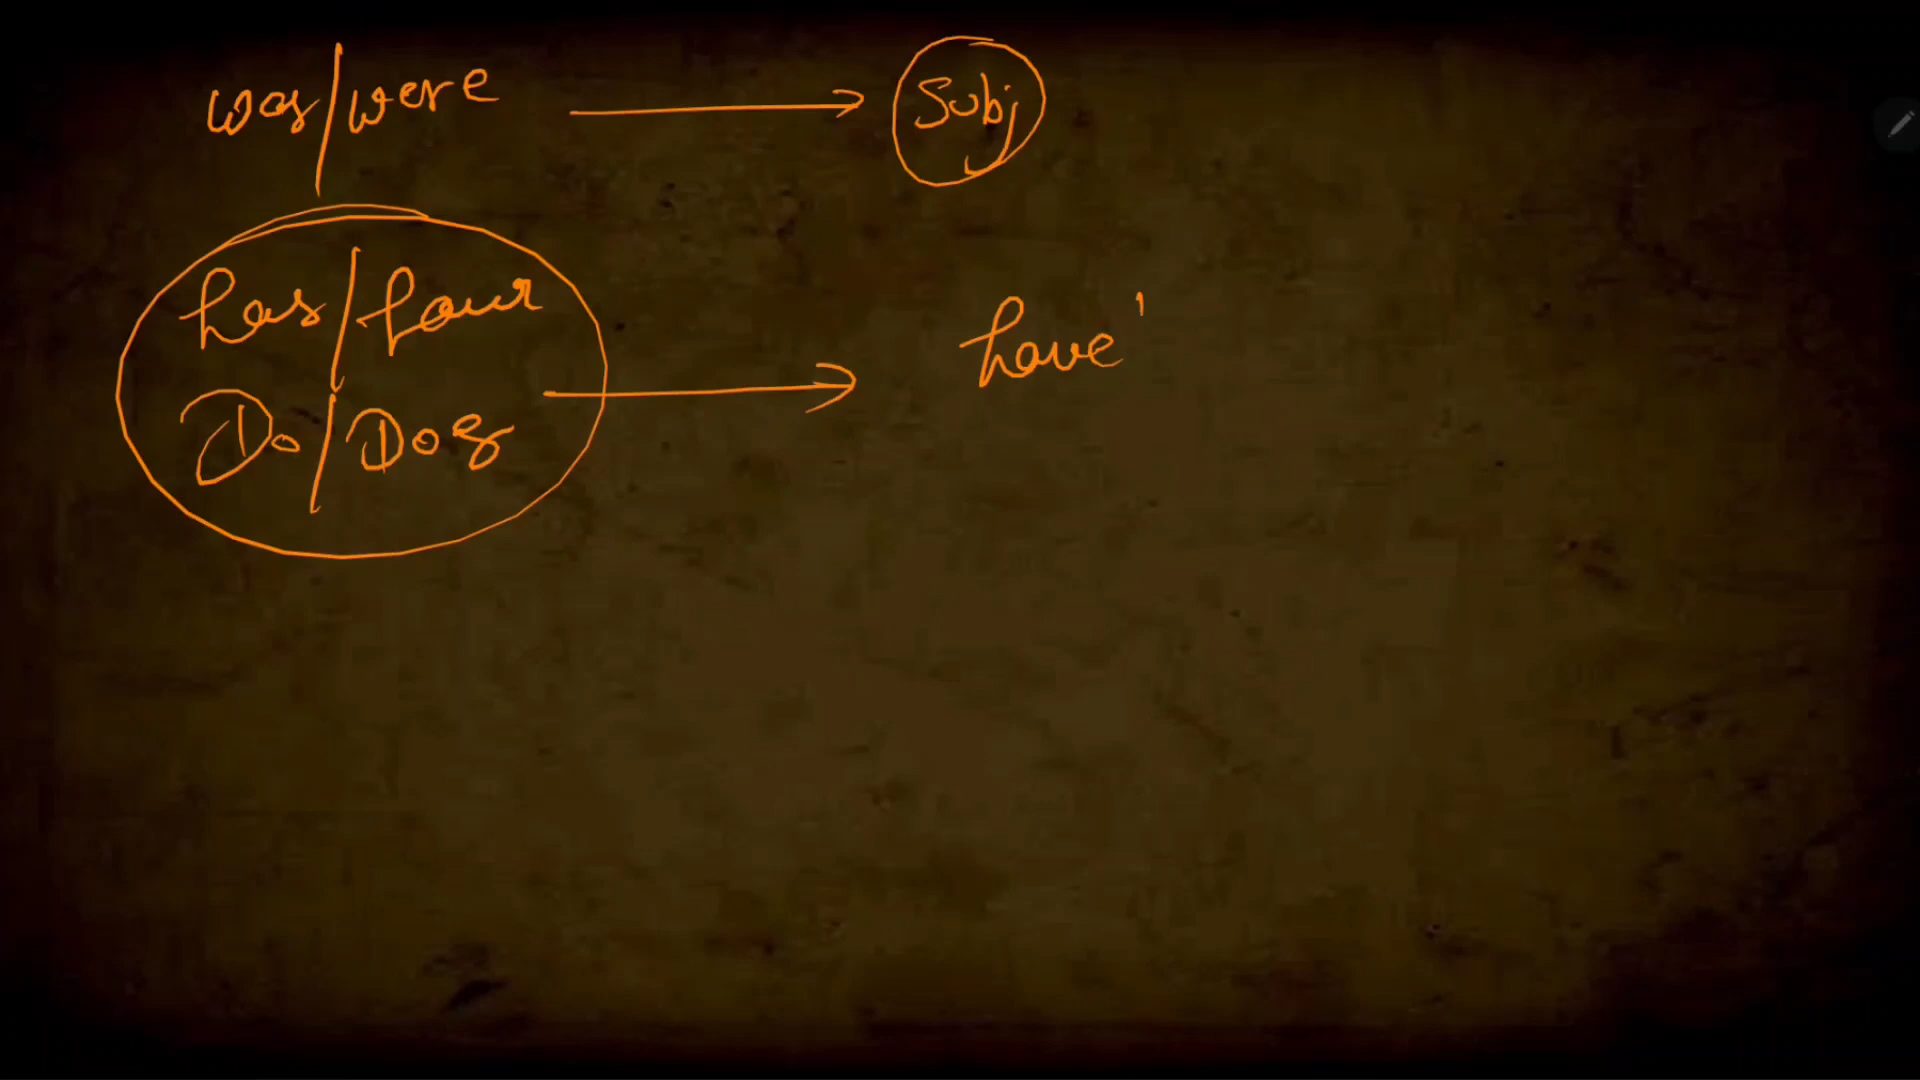 was/were → Subj
has/have → have'
Do/Does